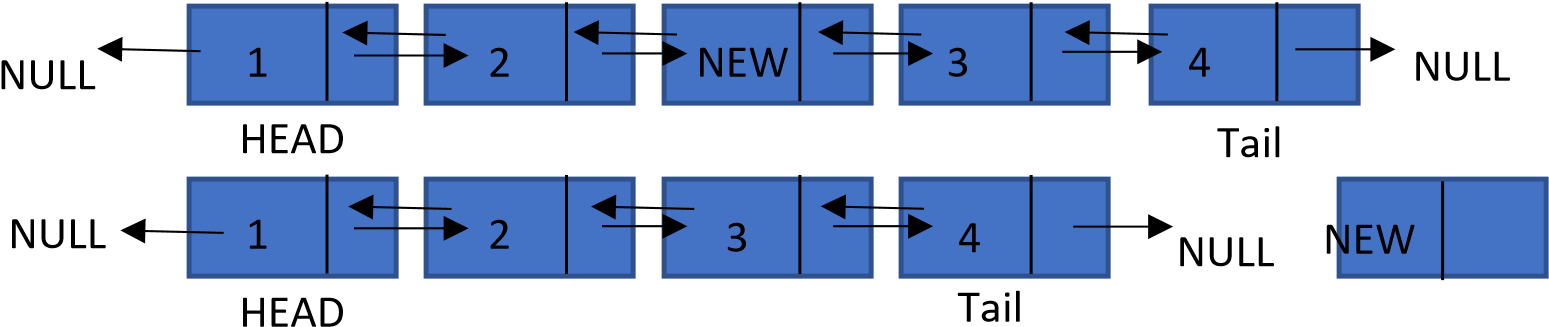 NULL 1 2 NEW 3 4 NULL
HEAD Tail
NULL 1 2 3 4 NULL NEW
HEAD Tail